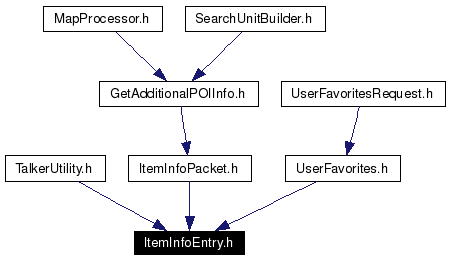 MapProcessor.h
SearchUnitBuilder.h
GetAdditionalPOIInfo.h
UserFavoritesRequest.h
TalkerUtility.h
ItemInfoPacket.h
UserFavorites.h
ItemInfoEntry.h